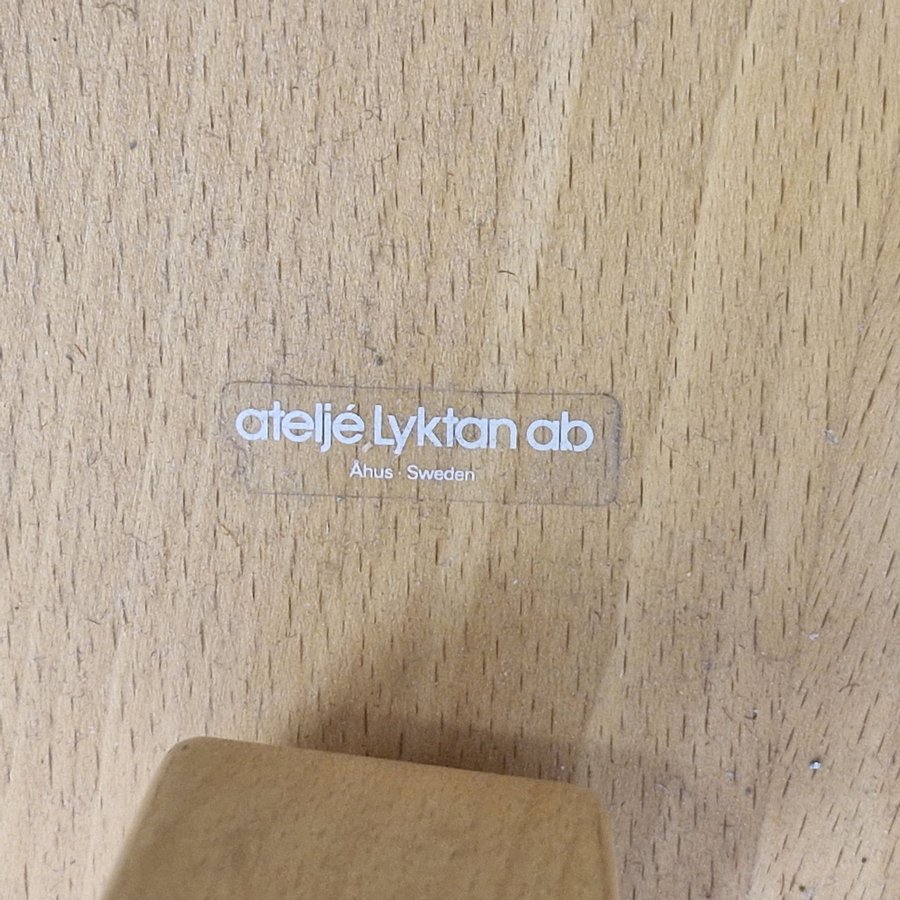 ateljé Lyktan ab
Åhus · Sweden